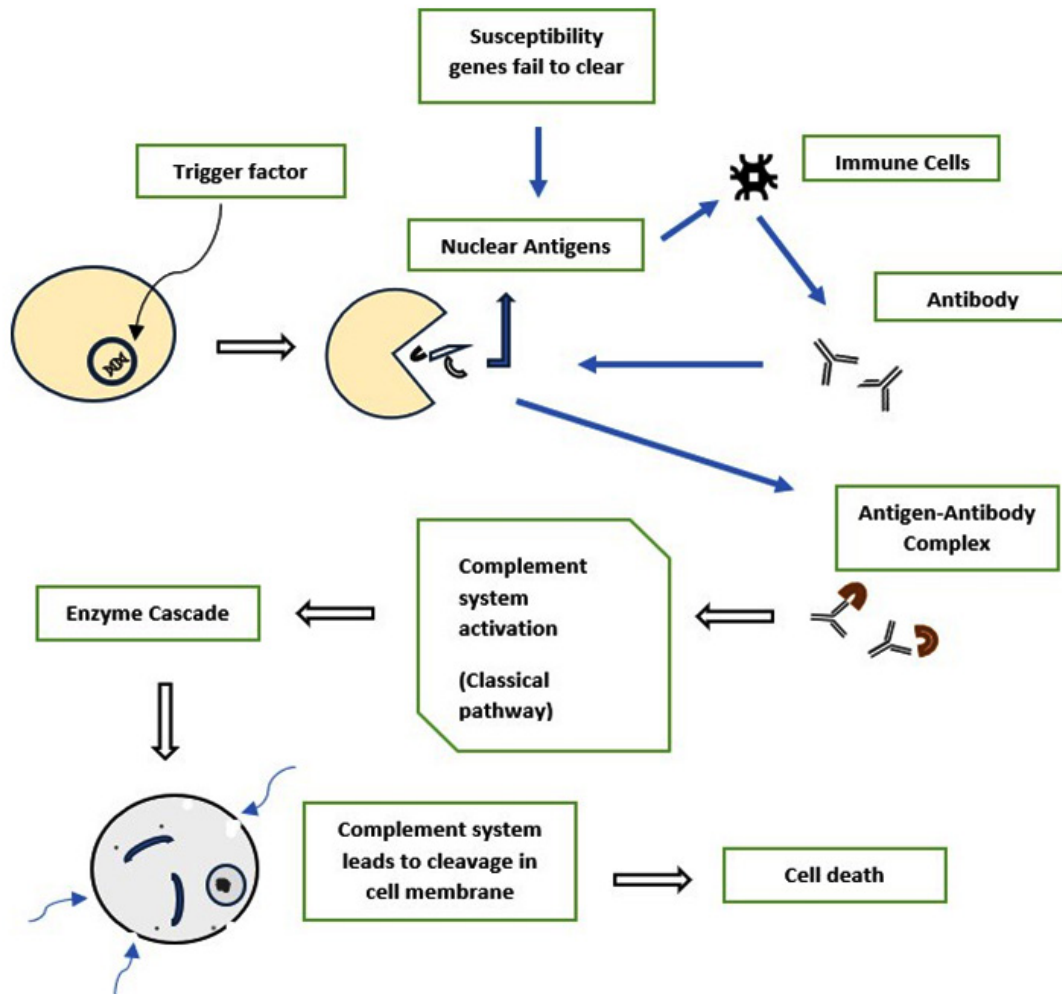 Susceptibility
genes fail to clear
Trigger factor
Immune Cells
Nuclear Antigens
Antibody
Antigen-Antibody
Complex
Complement
system
activation
(Classical
pathway)
Enzyme Cascade
Complement system
leads to cleavage in
cell membrane
Cell death